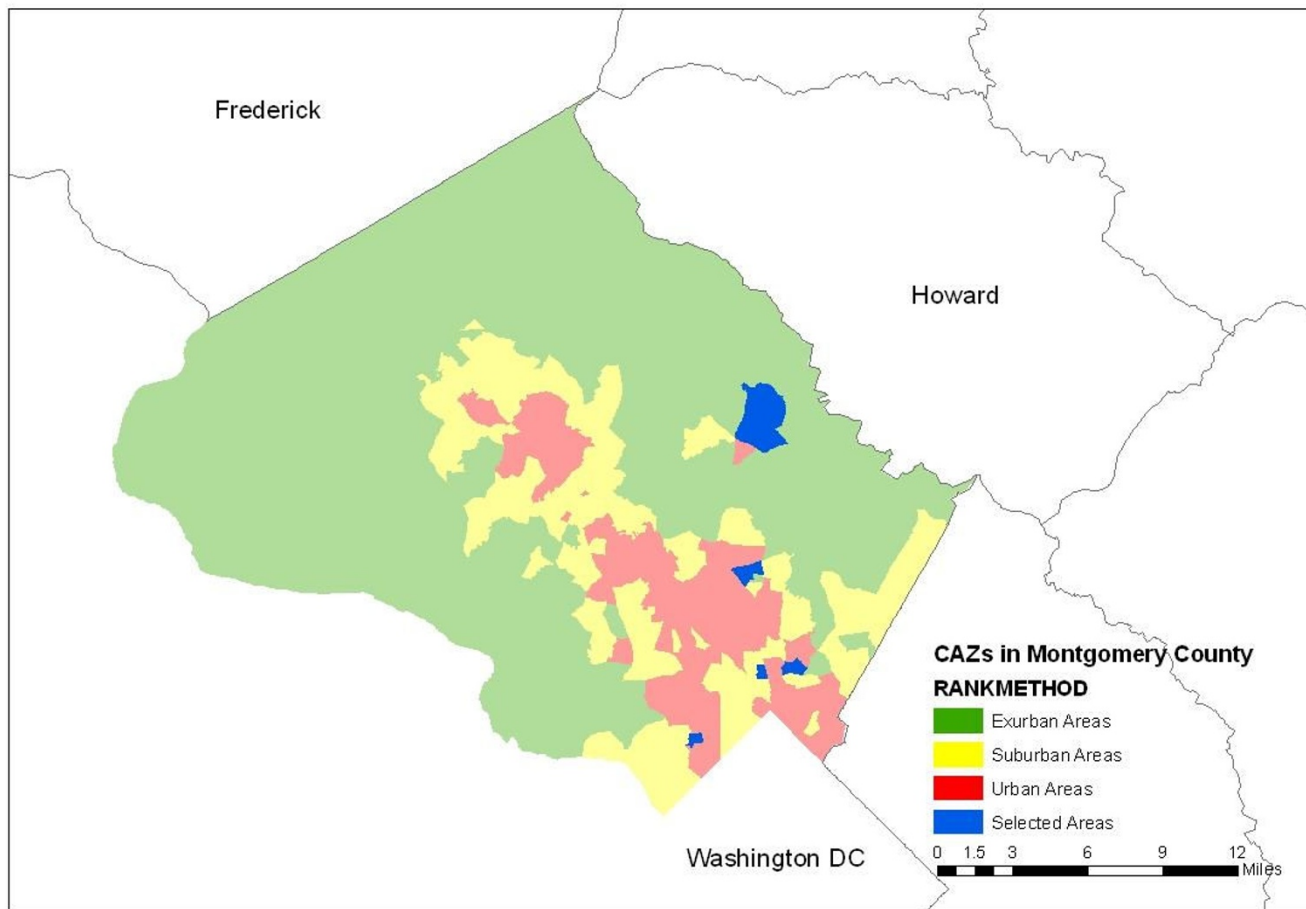 Frederick
Howard
CAZs in Montgomery County
RANKMETHOD
Exurban Areas
Suburban Areas
Urban Areas
Selected Areas
0 1.5 3 6 9 12
Miles
Washington DC